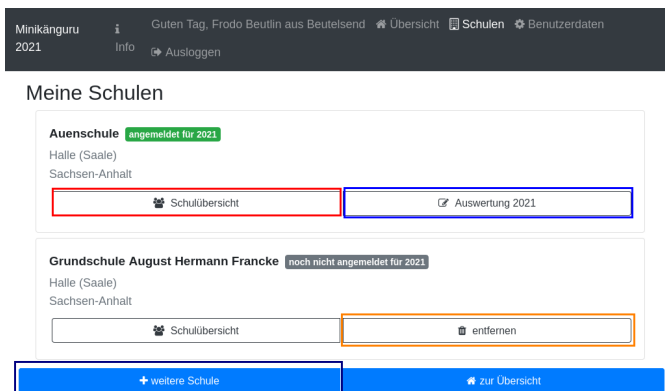 Minikänguru 2021 Info Guten Tag, Frodo Beutlin aus Beutelsend Übersicht Schulen Benutzerdaten
Ausloggen
Meine Schulen
Auenschule angemeldet für 2021
Halle (Saale)
Sachsen-Anhalt
Schulübersicht Auswertung 2021
Grundschule August Hermann Francke noch nicht angemeldet für 2021
Halle (Saale)
Sachsen-Anhalt
Schulübersicht entfernen
weitere Schule zur Übersicht